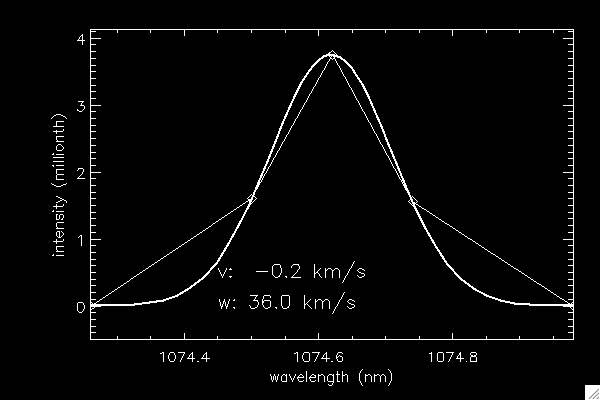 4
3
2
1
0
intensity (millionth)
v: −0.2 km/s
w: 36.0 km/s
1074.4 1074.6 1074.8
wavelength (nm)